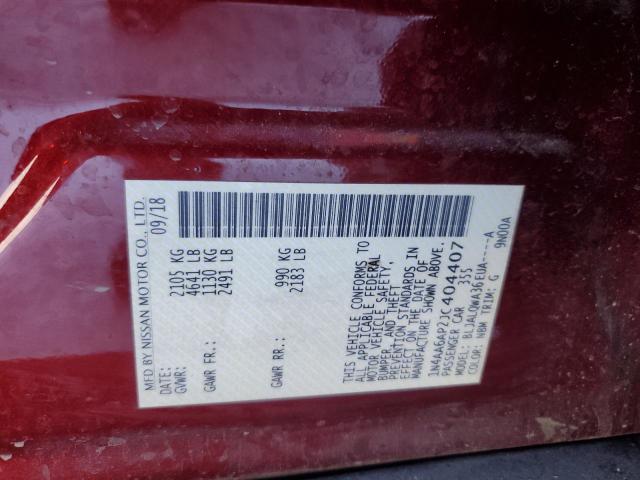 MFD BY NISSAN MOTOR CO., LTD.
DATE: 09/18
GVWR: 2105 KG
4641 LB
GAWR FR.: 1130 KG
2491 LB
GAWR RR.: 990 KG
2183 LB
THIS VEHICLE CONFORMS TO
ALL APPLICABLE FEDERAL
MOTOR VEHICLE SAFETY,
BUMPER, AND THEFT
PREVENTION STANDARDS IN
EFFECT ON THE DATE OF
MANUFACTURE SHOWN ABOVE.
1N4AA6AP2JC404407
PASSENGER CAR 335
MODEL: BLJALQWA36EUA-----A
COLOR: NBM TRIM: G 9N00A